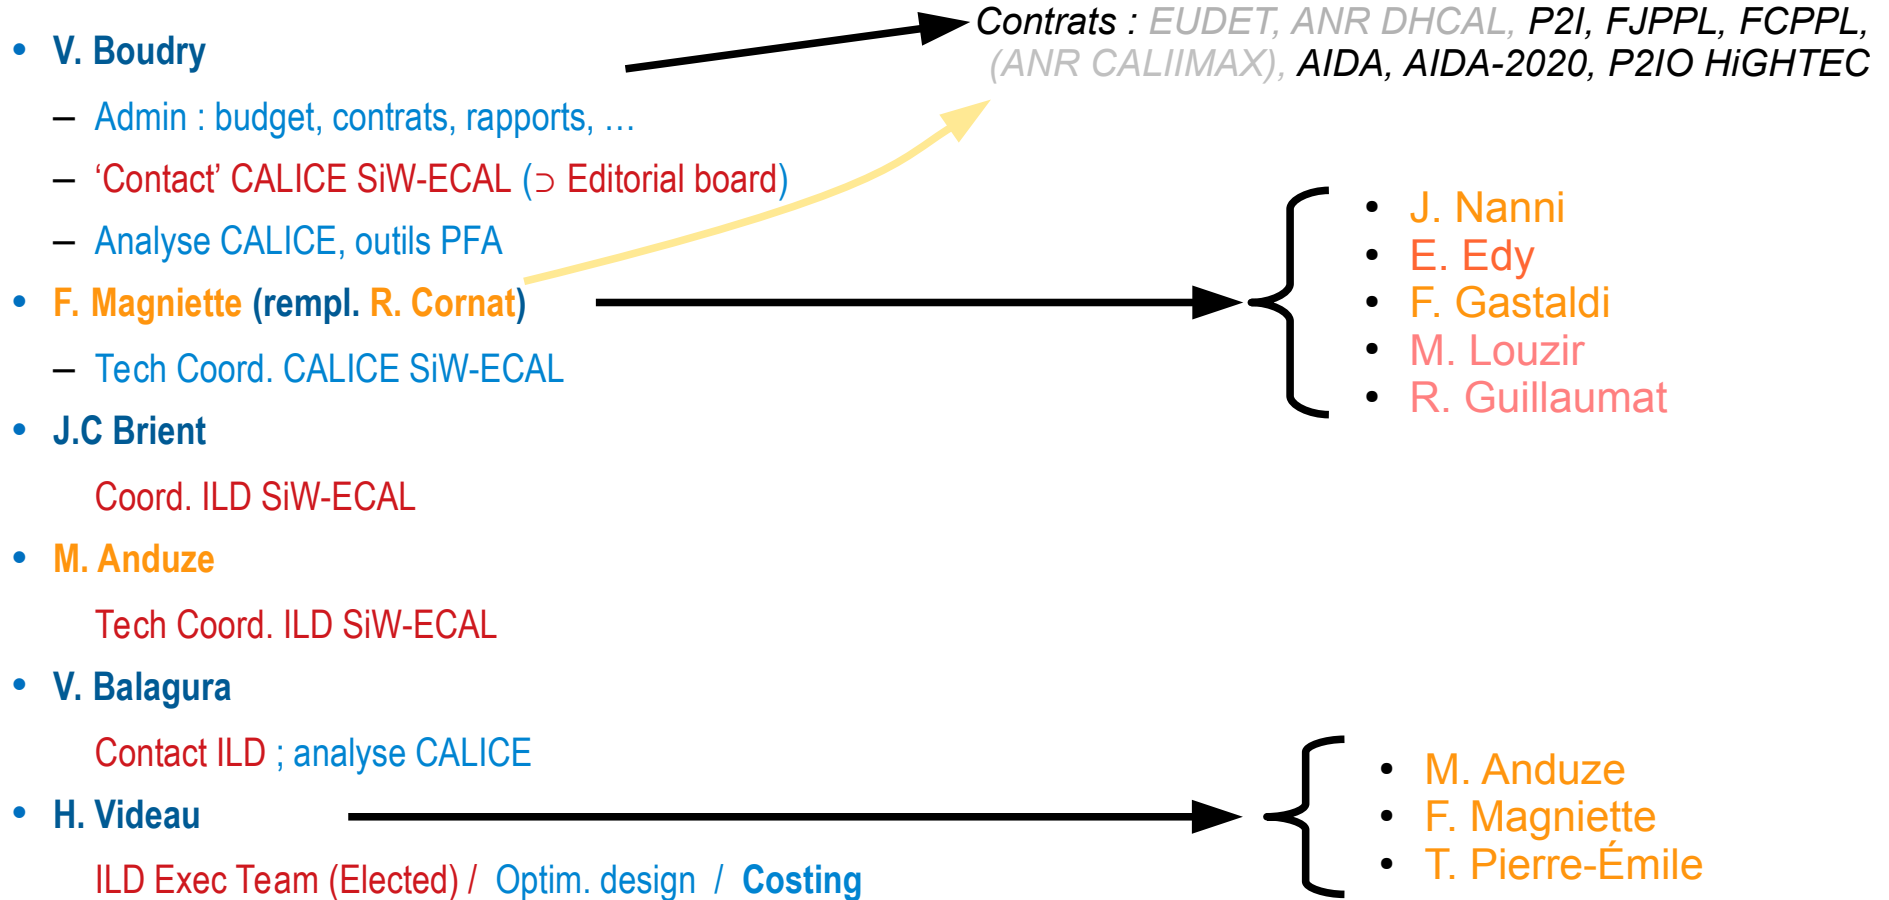 Contrats : EUDET, ANR DHCAL, P2I, FJPPL, FCPPL,
(ANR CALIIMAX), AIDA, AIDA-2020, P2IO HiGHTEC
• V. Boudry
– Admin : budget, contrats, rapports, …
– ‘Contact’ CALICE SiW-ECAL (⊃ Editorial board)
– Analyse CALICE, outils PFA
• F. Magniette (rempl. R. Cornat)
– Tech Coord. CALICE SiW-ECAL
• J.C Brient
Coord. ILD SiW-ECAL
• M. Anduze
Tech Coord. ILD SiW-ECAL
• V. Balagura
Contact ILD ; analyse CALICE
• H. Videau
ILD Exec Team (Elected) / Optim. design / Costing
• J. Nanni
• E. Edy
• F. Gastaldi
• M. Louzir
• R. Guillaumat
• M. Anduze
• F. Magniette
• T. Pierre-Émile